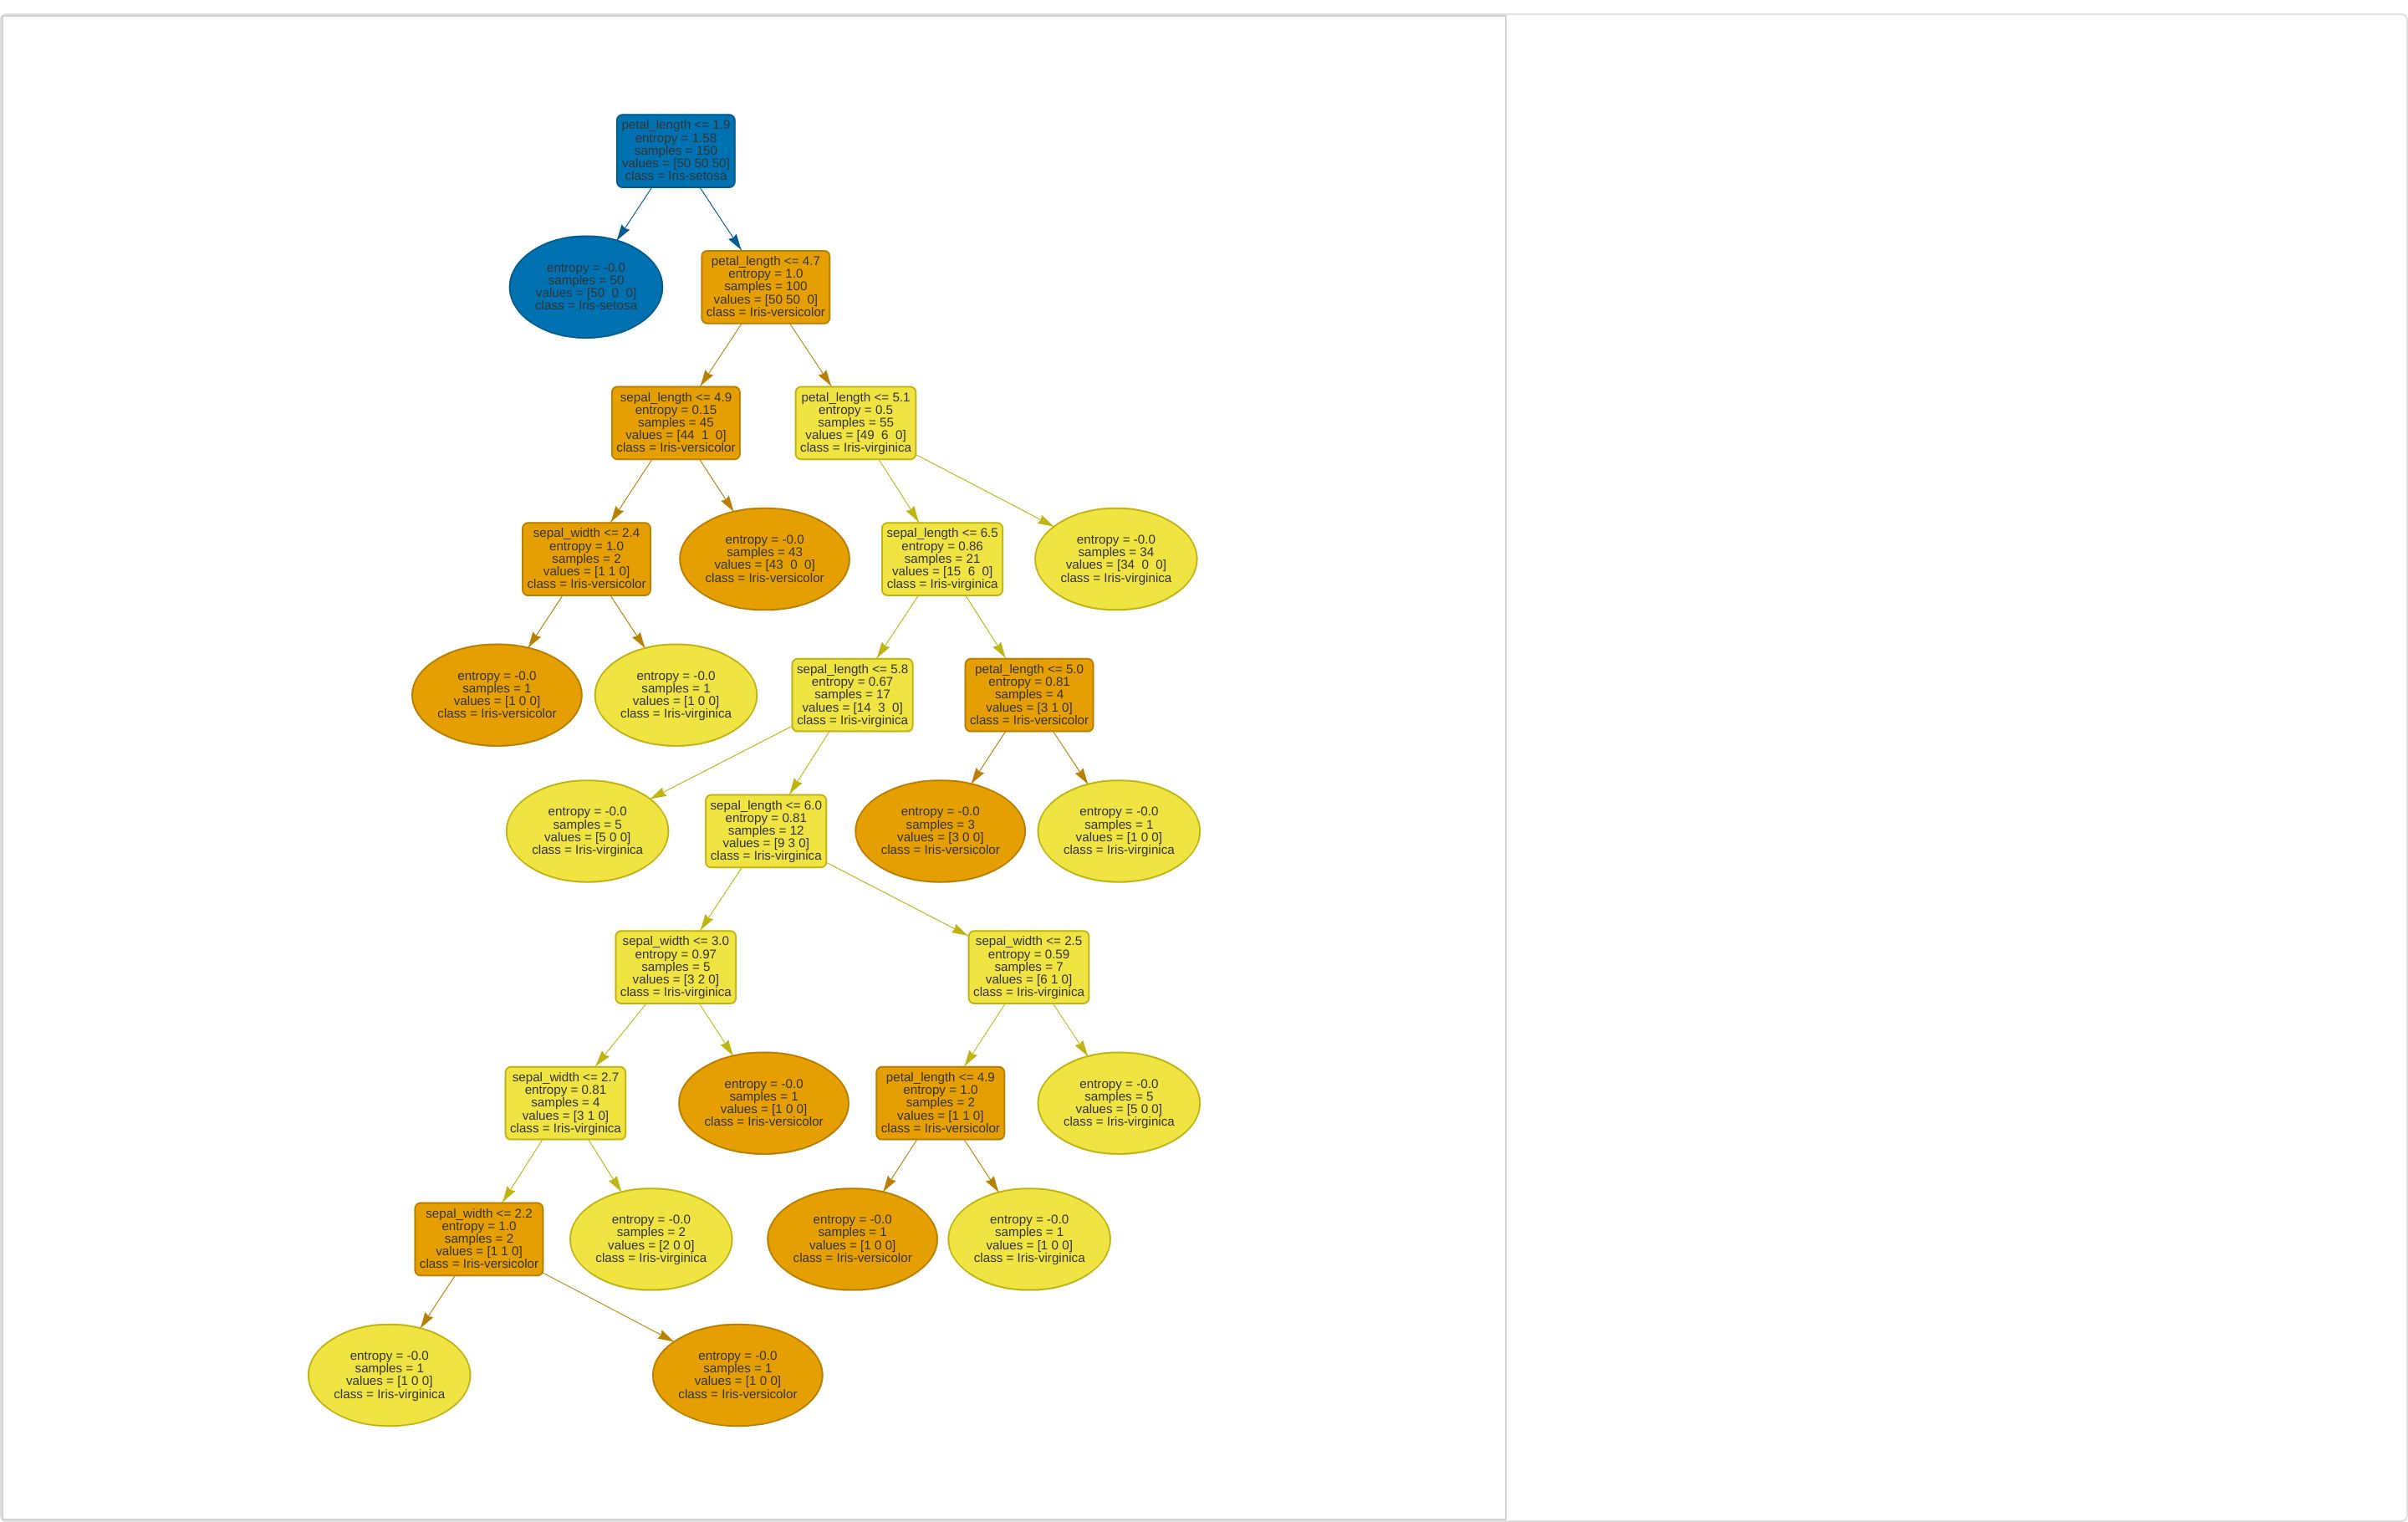 petal_length <= 1.9
entropy = 1.58
samples = 150
values = [50 50 50]
class = Iris-setosa
entropy = -0.0
samples = 50
values = [50  0  0]
class = Iris-setosa
petal_length <= 4.7
entropy = 1.0
samples = 100
values = [50 50  0]
class = Iris-versicolor
sepal_length <= 4.9
entropy = 0.15
samples = 45
values = [44  1  0]
class = Iris-versicolor
petal_length <= 5.1
entropy = 0.5
samples = 55
values = [49  6  0]
class = Iris-virginica
sepal_width <= 2.4
entropy = 1.0
samples = 2
values = [1 1 0]
class = Iris-versicolor
entropy = -0.0
samples = 43
values = [43  0  0]
class = Iris-versicolor
sepal_length <= 6.5
entropy = 0.86
samples = 21
values = [15  6  0]
class = Iris-virginica
entropy = -0.0
samples = 34
values = [34  0  0]
class = Iris-virginica
entropy = -0.0
samples = 1
values = [1 0 0]
class = Iris-versicolor
entropy = -0.0
samples = 1
values = [1 0 0]
class = Iris-virginica
sepal_length <= 5.8
entropy = 0.67
samples = 17
values = [14  3  0]
class = Iris-virginica
petal_length <= 5.0
entropy = 0.81
samples = 4
values = [3 1 0]
class = Iris-versicolor
entropy = -0.0
samples = 5
values = [5 0 0]
class = Iris-virginica
sepal_length <= 6.0
entropy = 0.81
samples = 12
values = [9 3 0]
class = Iris-virginica
entropy = -0.0
samples = 3
values = [3 0 0]
class = Iris-versicolor
entropy = -0.0
samples = 1
values = [1 0 0]
class = Iris-virginica
sepal_width <= 3.0
entropy = 0.97
samples = 5
values = [3 2 0]
class = Iris-virginica
sepal_width <= 2.5
entropy = 0.59
samples = 7
values = [6 1 0]
class = Iris-virginica
sepal_width <= 2.7
entropy = 0.81
samples = 4
values = [3 1 0]
class = Iris-virginica
entropy = -0.0
samples = 1
values = [1 0 0]
class = Iris-versicolor
petal_length <= 4.9
entropy = 1.0
samples = 2
values = [1 1 0]
class = Iris-versicolor
entropy = -0.0
samples = 5
values = [5 0 0]
class = Iris-virginica
sepal_width <= 2.2
entropy = 1.0
samples = 2
values = [1 1 0]
class = Iris-versicolor
entropy = -0.0
samples = 2
values = [2 0 0]
class = Iris-virginica
entropy = -0.0
samples = 1
values = [1 0 0]
class = Iris-versicolor
entropy = -0.0
samples = 1
values = [1 0 0]
class = Iris-virginica
entropy = -0.0
samples = 1
values = [1 0 0]
class = Iris-virginica
entropy = -0.0
samples = 1
values = [1 0 0]
class = Iris-versicolor